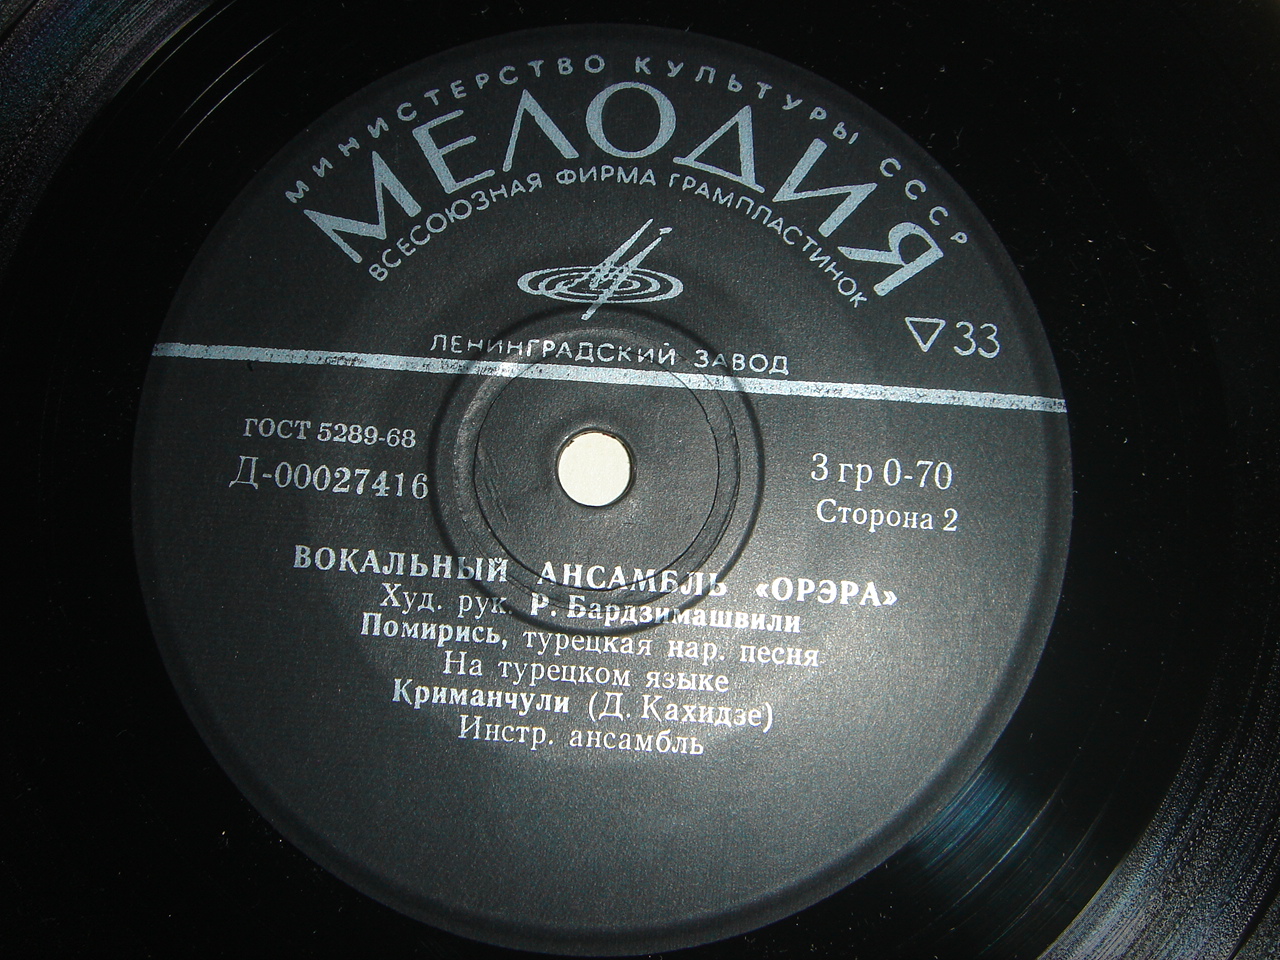 МИНИСТЕРСТВО КУЛЬТУРЫ СССР
МЕЛОДИЯ
ВСЕСОЮЗНАЯ ФИРМА ГРАМПЛАСТИНОК
33
ЛЕНИНГРАДСКИЙ ЗАВОД
ГОСТ 5289-68
Д-00027416
3 гр 0-70
Сторона 2
ВОКАЛЬНЫЙ АНСАМБЛЬ «ОРЭРА»
Худ. рук. Р. Бардзимашвили
Помирись, турецкая нар. песня
На турецком языке
Криманчули (Д. Кахидзе)
Инстр. ансамбль